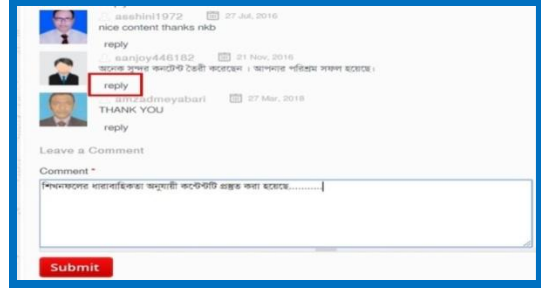 asshini1972 27 Jul, 2016
nice content thanks nkb
reply
sanjoy446182 21 Nov, 2016
অনেক সুন্দর কনটেন্ট তৈরী করেছেন । আপনার পরিশ্রম সফল হয়েছে।
reply
amzadmeyabari 27 Mar, 2018
THANK YOU
reply
Leave a Comment
Comment *
শিখনফলের ধারাবাহিকতা অনুযায়ী কন্টেন্টটি প্রস্তুত করা হয়েছে...........
Submit